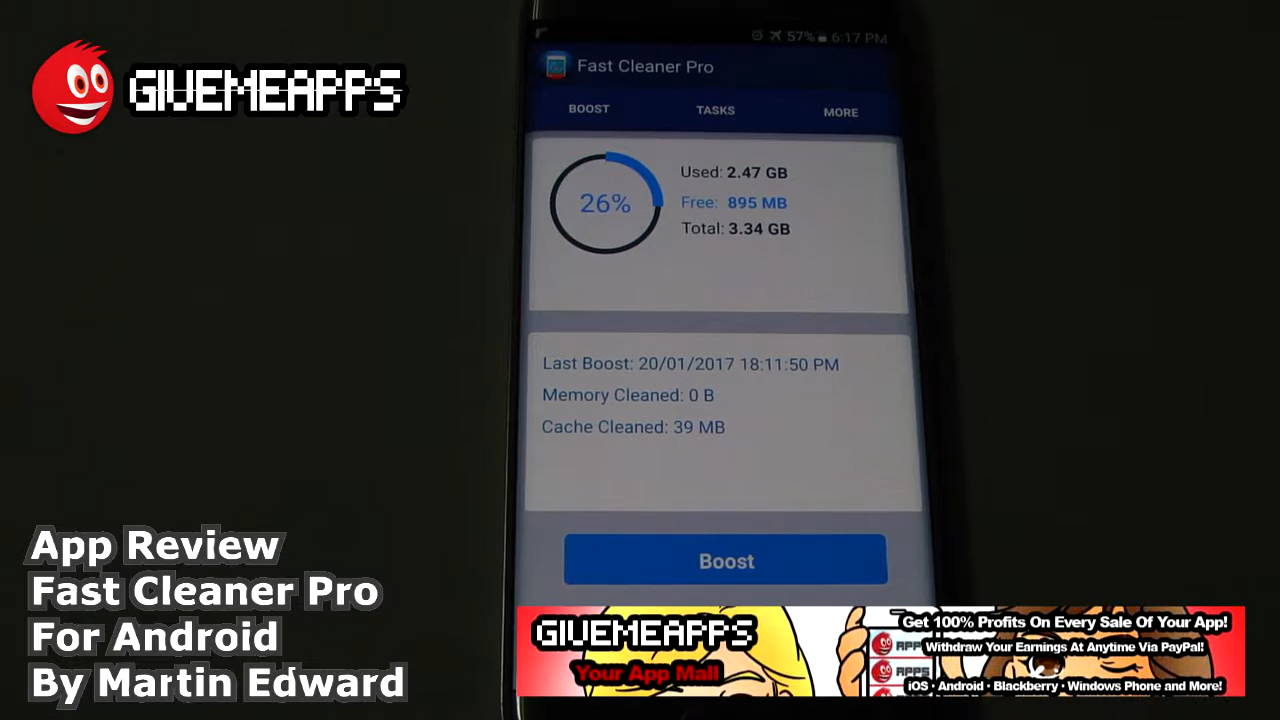 GIVEMEAPPS
57% 6:17 PM
Fast Cleaner Pro
BOOST TASKS MORE
26%
Used: 2.47 GB
Free: 895 MB
Total: 3.34 GB
Last Boost: 20/01/2017 18:11:50 PM
Memory Cleaned: 0 B
Cache Cleaned: 39 MB
Boost
App Review
Fast Cleaner Pro
For Android
By Martin Edward
GIVEMEAPPS
Your App Mall
Get 100% Profits On Every Sale Of Your App!
Withdraw Your Earnings At Anytime Via PayPal!
iOS • Android • Blackberry • Windows Phone and More!